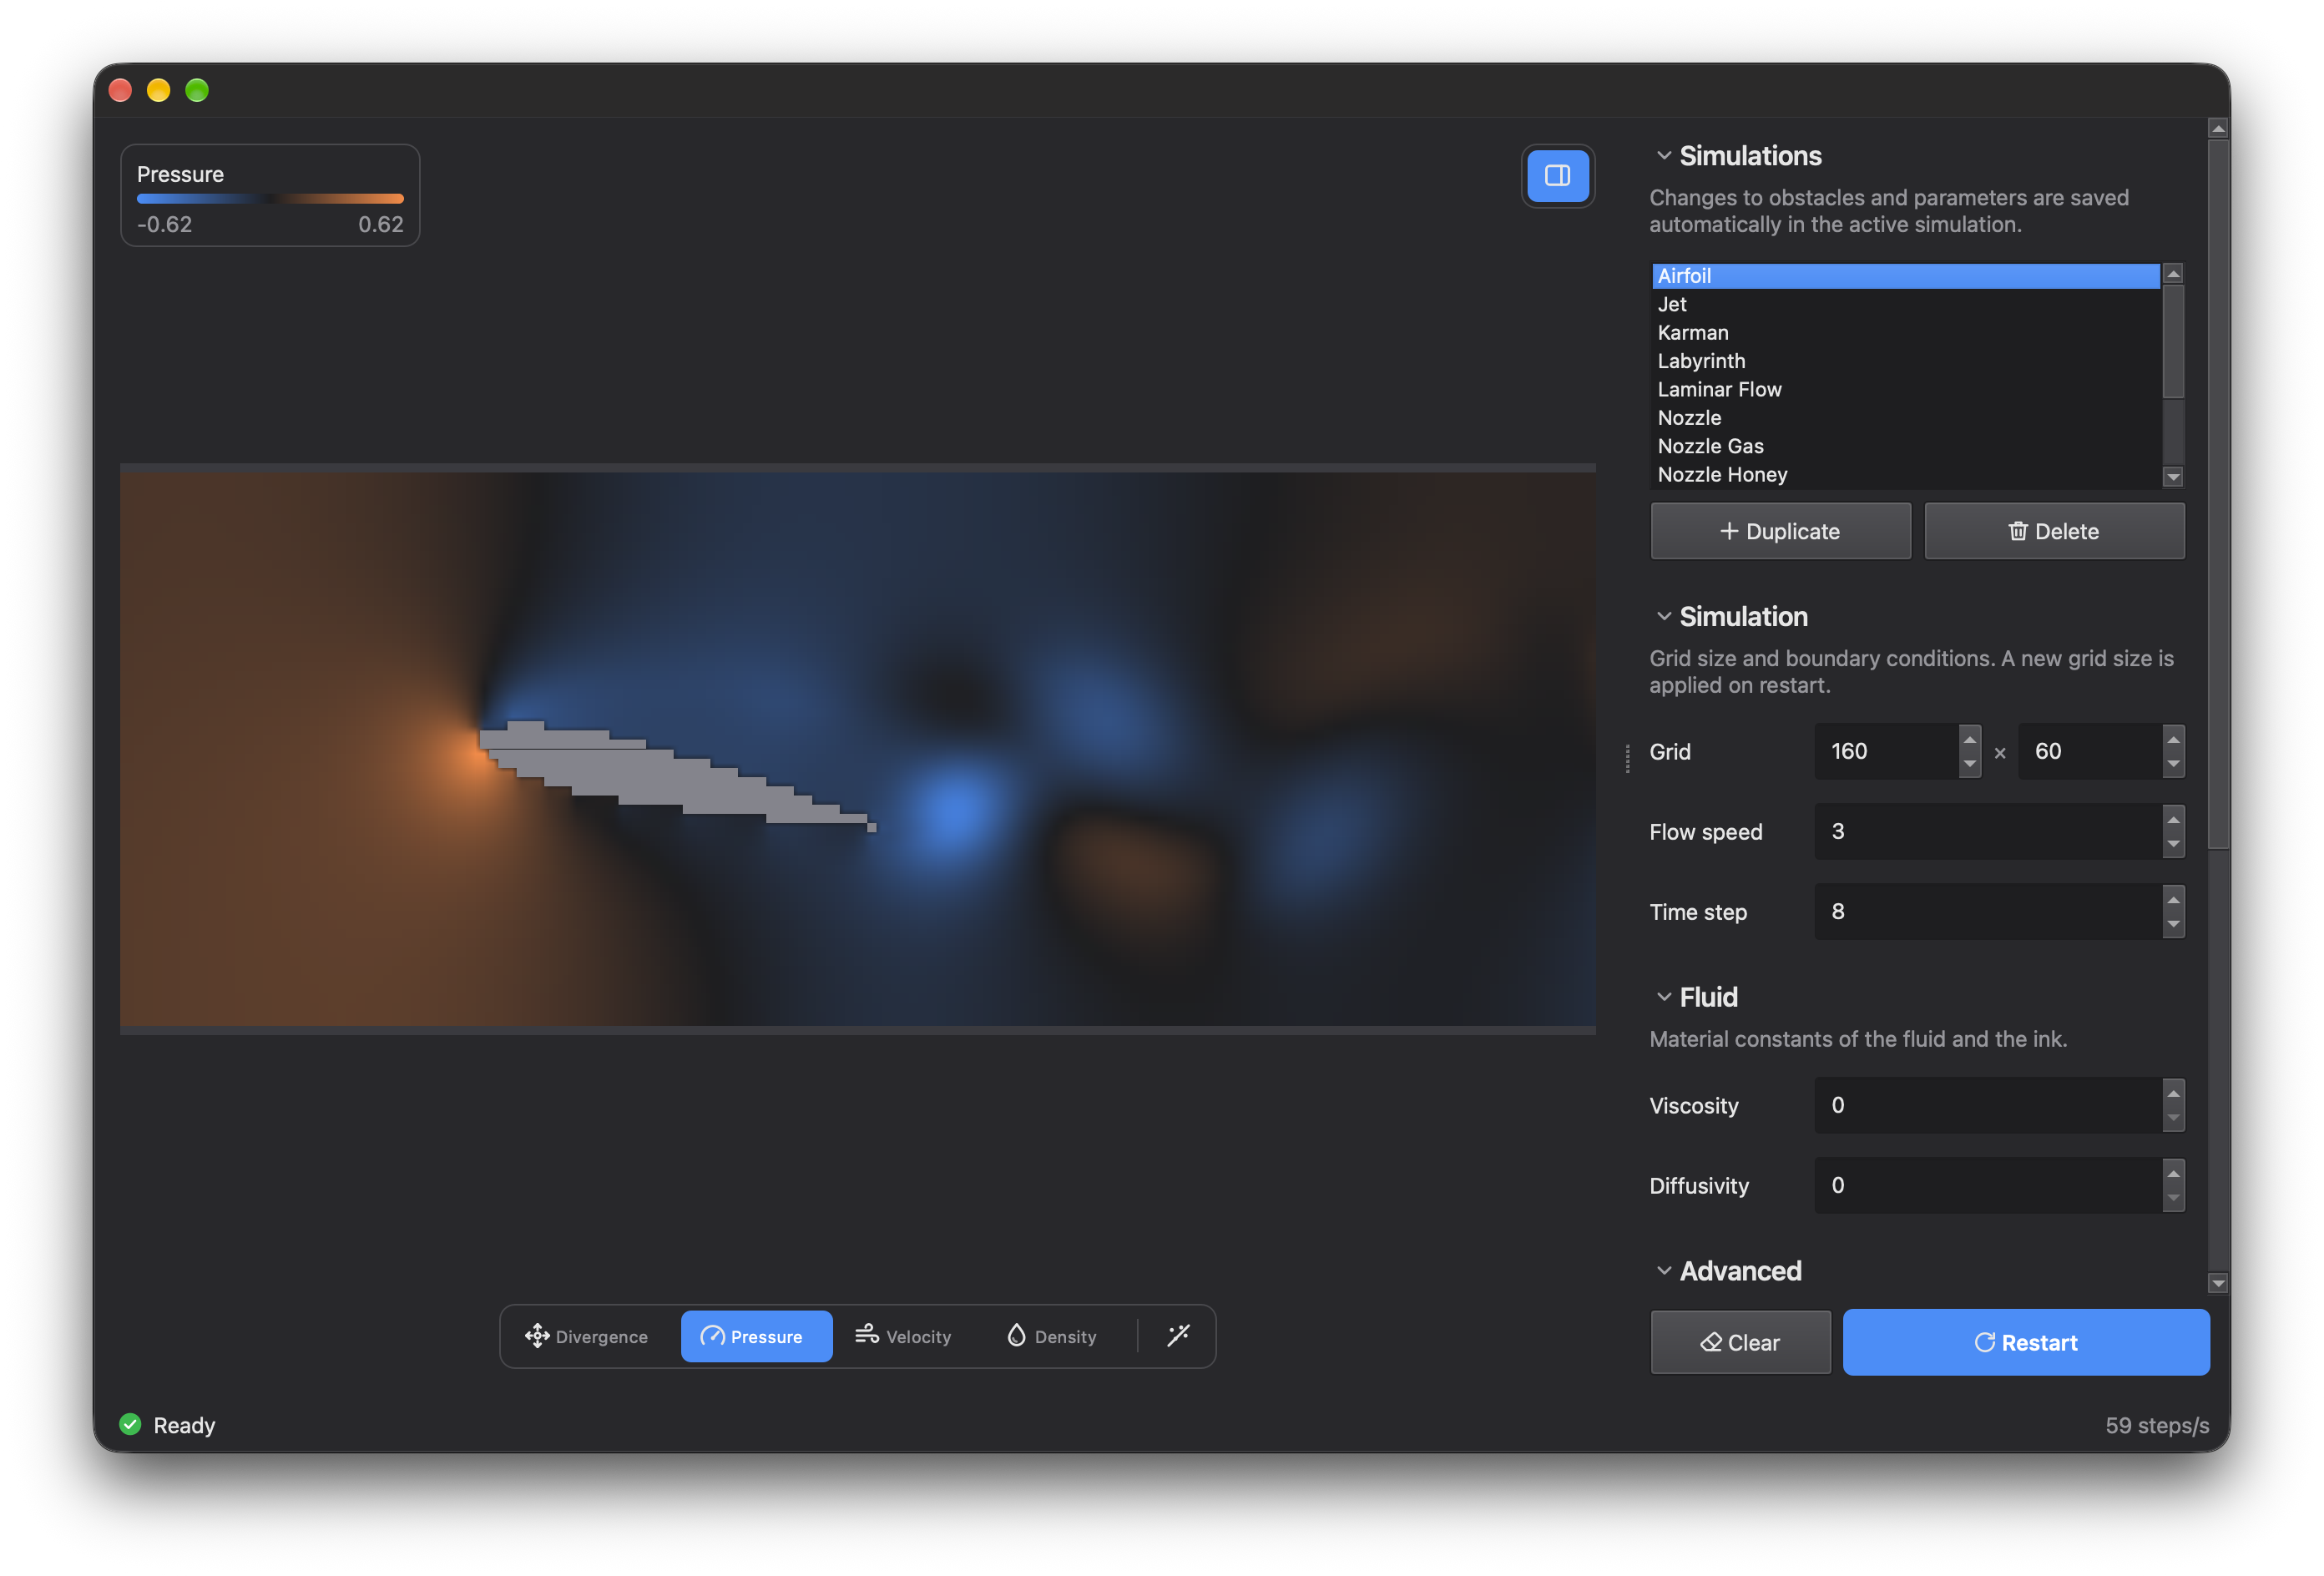 Pressure
-0.62 0.62
Simulations
Changes to obstacles and parameters are saved
automatically in the active simulation.
Airfoil
Jet
Karman
Labyrinth
Laminar Flow
Nozzle
Nozzle Gas
Nozzle Honey
Duplicate
Delete
Simulation
Grid size and boundary conditions. A new grid size is
applied on restart.
Grid 160 × 60
Flow speed 3
Time step 8
Fluid
Material constants of the fluid and the ink.
Viscosity 0
Diffusivity 0
Advanced
Divergence Pressure Velocity Density
Clear Restart
Ready
59 steps/s